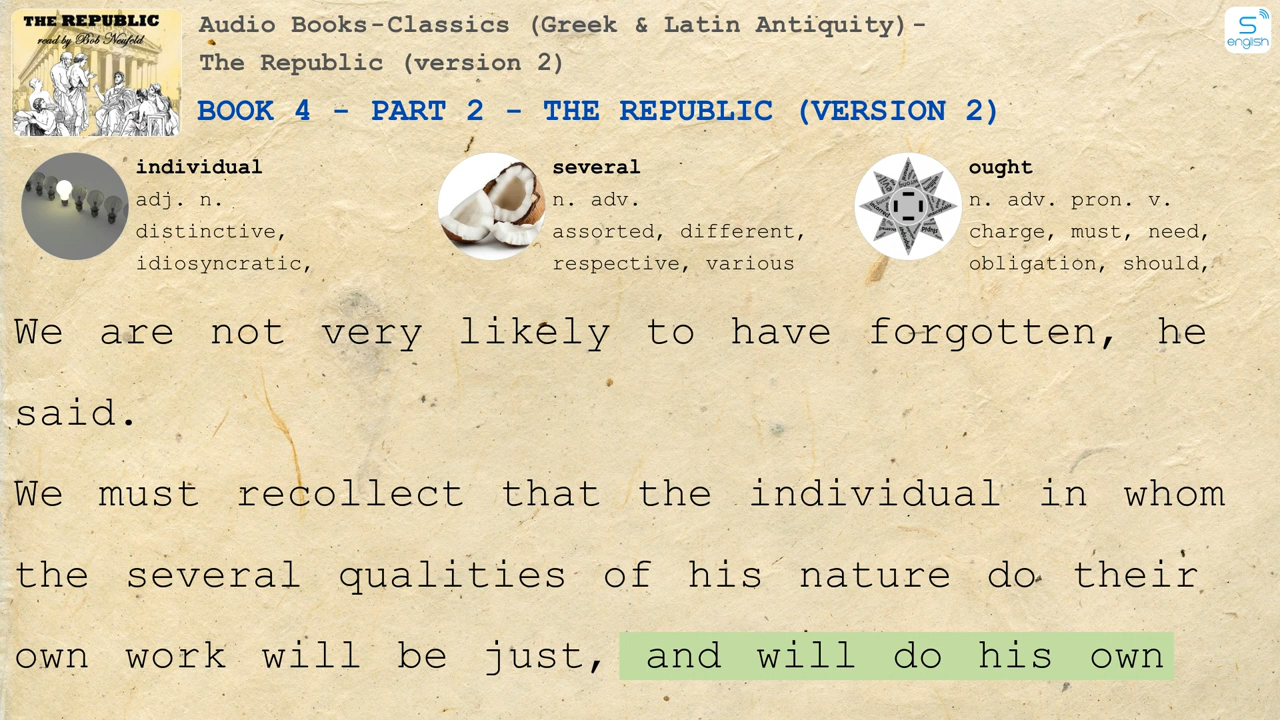 THE REPUBLIC
read by Bob Neufeld
Audio Books-Classics (Greek & Latin Antiquity)-
The Republic (version 2)
BOOK 4 - PART 2 - THE REPUBLIC (VERSION 2)
S
english
individual
adj. n.
distinctive,
idiosyncratic,
several
n. adv.
assorted, different,
respective, various
ought
n. adv. pron. v.
charge, must, need,
obligation, should,
We are not very likely to have forgotten, he
said.
We must recollect that the individual in whom
the several qualities of his nature do their
own work will be just, and will do his own